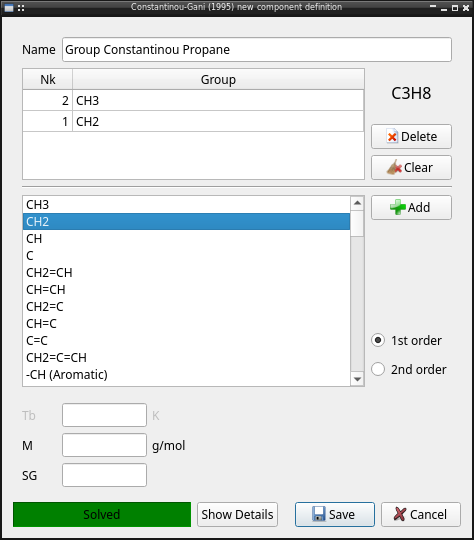 Constantinou-Gani (1995) new component definition
Name Group Constantinou Propane
Nk Group
2 CH3
1 CH2
C3H8
Delete
Clear
CH3
CH2
CH
C
CH2=CH
CH=CH
CH2=C
CH=C
C=C
CH2=C=CH
-CH (Aromatic)
Add
1st order
2nd order
Tb K
M g/mol
SG
Solved Show Details Save Cancel